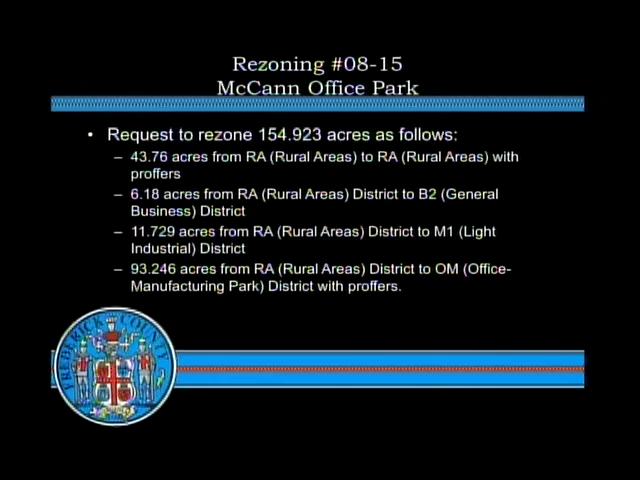 Rezoning #08-15
McCann Office Park
• Request to rezone 154.923 acres as follows:
– 43.76 acres from RA (Rural Areas) to RA (Rural Areas) with
proffers
– 6.18 acres from RA (Rural Areas) District to B2 (General
Business) District
– 11.729 acres from RA (Rural Areas) District to M1 (Light
Industrial) District
– 93.246 acres from RA (Rural Areas) District to OM (Office-
Manufacturing Park) District with proffers.
FREDERICK COUNTY